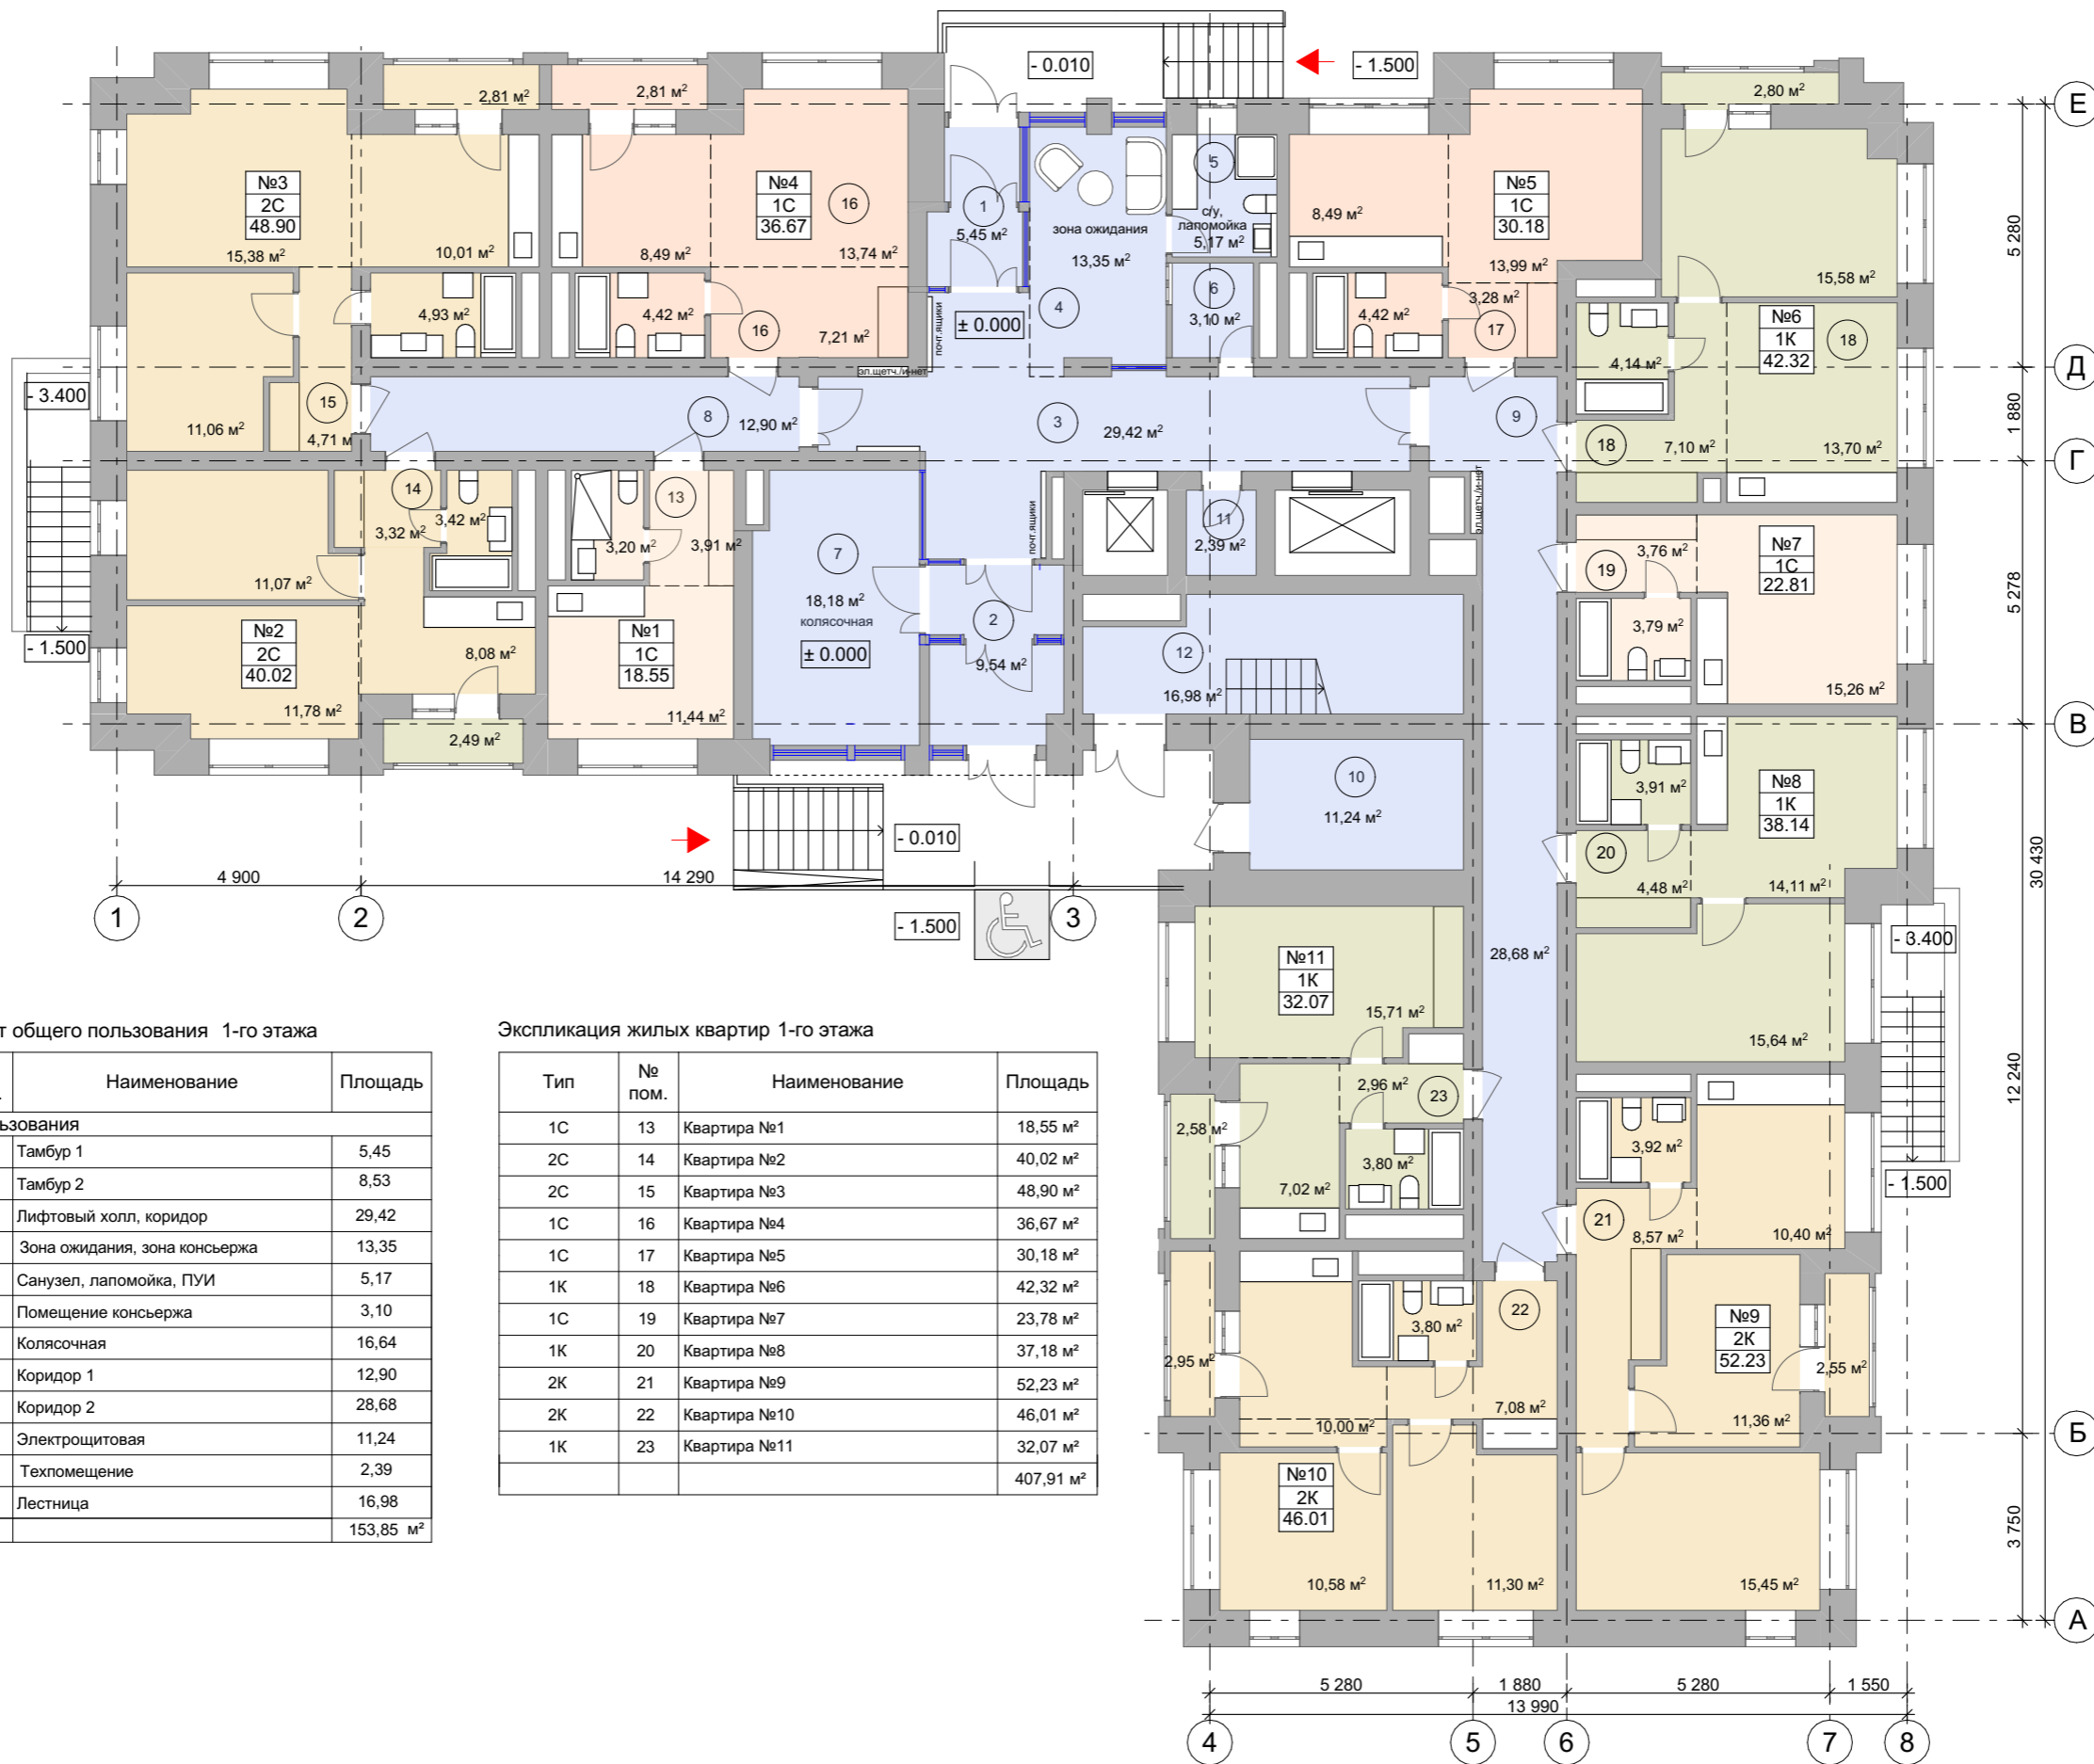 - 0.010
- 1.500
2,81 м²
2,81 м²
2,80 м²
Е
№3
2С
48.90
15,38 м²
10,01 м²
№4
1С
36.67
16
8,49 м²
13,74 м²
1
5,45 м²
зона ожидания
13,35 м²
5
с/у,
лапомойка
5,17 м²
8,49 м²
№5
1С
30.18
13,99 м²
5 280
15,58 м²
4,93 м²
4,42 м²
16
7,21 м²
почт.ящики
± 0.000
4
6
3,10 м²
4,42 м²
3,28 м²
17
№6
1К
42.32
18
4,14 м²
Д
- 3.400
15
11,06 м²
4,71 м
8
12,90 м²
эл.щетч./и-нет
3
29,42 м²
9
18
7,10 м²
13,70 м²
1 880
Г
14
3,32 м²
3,42 м²
11,07 м²
13
3,20 м²
3,91 м²
7
18,18 м²
колясочная
± 0.000
почт.ящики
11
2,39 м²
эл.щетч./и-нет
19
3,76 м²
№7
1С
22.81
3,79 м²
15,26 м²
5 278
- 1.500
№2
2С
40.02
8,08 м²
11,78 м²
2,49 м²
№1
1С
18.55
11,44 м²
2
9,54 м²
12
16,98 м²
В
10
11,24 м²
3,91 м²
№8
1К
38.14
20
4,48 м²
14,11 м²
15,64 м²
30 430
- 0.010
4 900
14 290
1
2
- 1.500
3
28,68 м²
- 3.400
№11
1К
32.07
15,71 м²
2,96 м²
23
2,58 м²
3,80 м²
7,02 м²
12 240
3,92 м²
- 1.500
21
8,57 м²
10,40 м²
№9
2К
52.23
2,55 м²
11,36 м²
22
3,80 м²
2,95 м²
7,08 м²
10,00 м²
Б
№10
2К
46.01
10,58 м²
11,30 м²
15,45 м²
3 750
А
5 280
1 880
5 280
1 550
13 990
4
5
6
7
8
т общего пользования 1-го этажа
Наименование Площадь
льзования
Тамбур 1 5,45
Тамбур 2 8,53
Лифтовый холл, коридор 29,42
Зона ожидания, зона консьержа 13,35
Санузел, лапомойка, ПУИ 5,17
Помещение консьержа 3,10
Колясочная 16,64
Коридор 1 12,90
Коридор 2 28,68
Электрощитовая 11,24
Техпомещение 2,39
Лестница 16,98
153,85 м²
Экспликация жилых квартир 1-го этажа
Тип № пом. Наименование Площадь
1С 13 Квартира №1 18,55 м²
2С 14 Квартира №2 40,02 м²
2С 15 Квартира №3 48,90 м²
1С 16 Квартира №4 36,67 м²
1С 17 Квартира №5 30,18 м²
1К 18 Квартира №6 42,32 м²
1С 19 Квартира №7 23,78 м²
1К 20 Квартира №8 37,18 м²
2К 21 Квартира №9 52,23 м²
2К 22 Квартира №10 46,01 м²
1К 23 Квартира №11 32,07 м²
407,91 м²